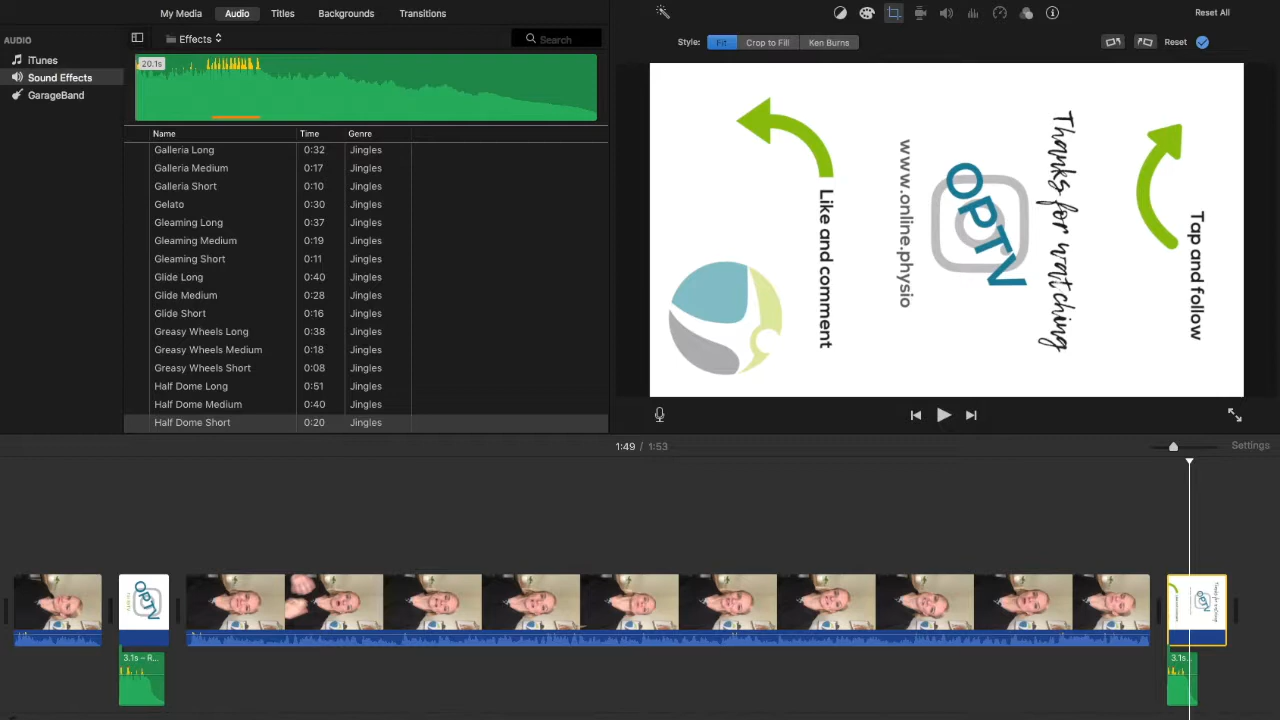 My Media
Audio
Titles
Backgrounds
Transitions
Reset All
AUDIO
Effects
Search
Style:
Fit
Crop to Fill
Ken Burns
Reset
iTunes
Sound Effects
GarageBand
20.1s
Name Time Genre
Galleria Long 0:32 Jingles
Galleria Medium 0:17 Jingles
Galleria Short 0:10 Jingles
Gelato 0:30 Jingles
Gleaming Long 0:37 Jingles
Gleaming Medium 0:19 Jingles
Gleaming Short 0:11 Jingles
Glide Long 0:40 Jingles
Glide Medium 0:28 Jingles
Glide Short 0:16 Jingles
Greasy Wheels Long 0:38 Jingles
Greasy Wheels Medium 0:18 Jingles
Greasy Wheels Short 0:08 Jingles
Half Dome Long 0:51 Jingles
Half Dome Medium 0:40 Jingles
Half Dome Short 0:20 Jingles
Tap and follow
Thanks for watching
OPTV
www.online.physio
Like and comment
1:49 / 1:53
Settings
OPTV
OPTV
3.1s – R...
3.1s...